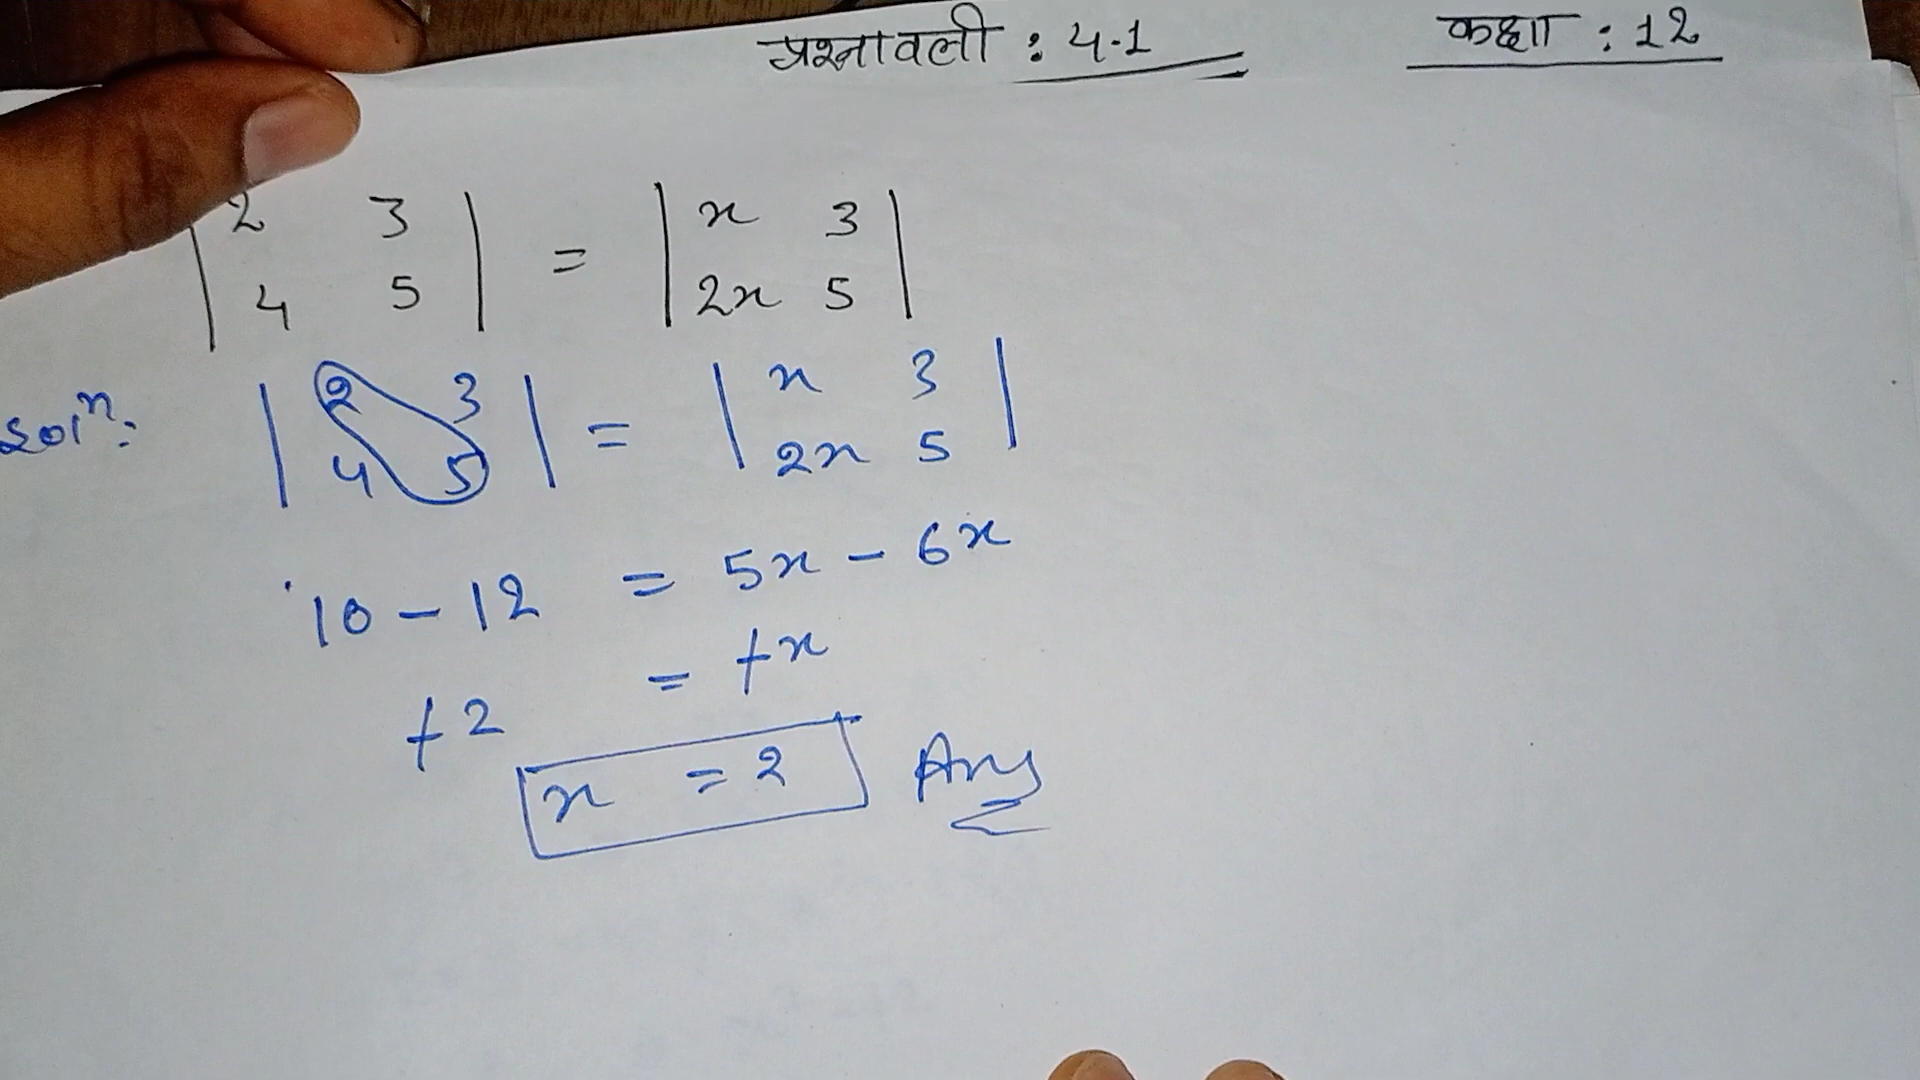 प्रश्नावली : 4.1 कक्षा : 12
| 2 3 | = | x 3 |
| 4 5 | | 2x 5 |
Solⁿ: | 2 3 | = | x 3 |
| 4 5 | | 2x 5 |
10 - 12 = 5x - 6x
+2 = +x
x = 2 Ans